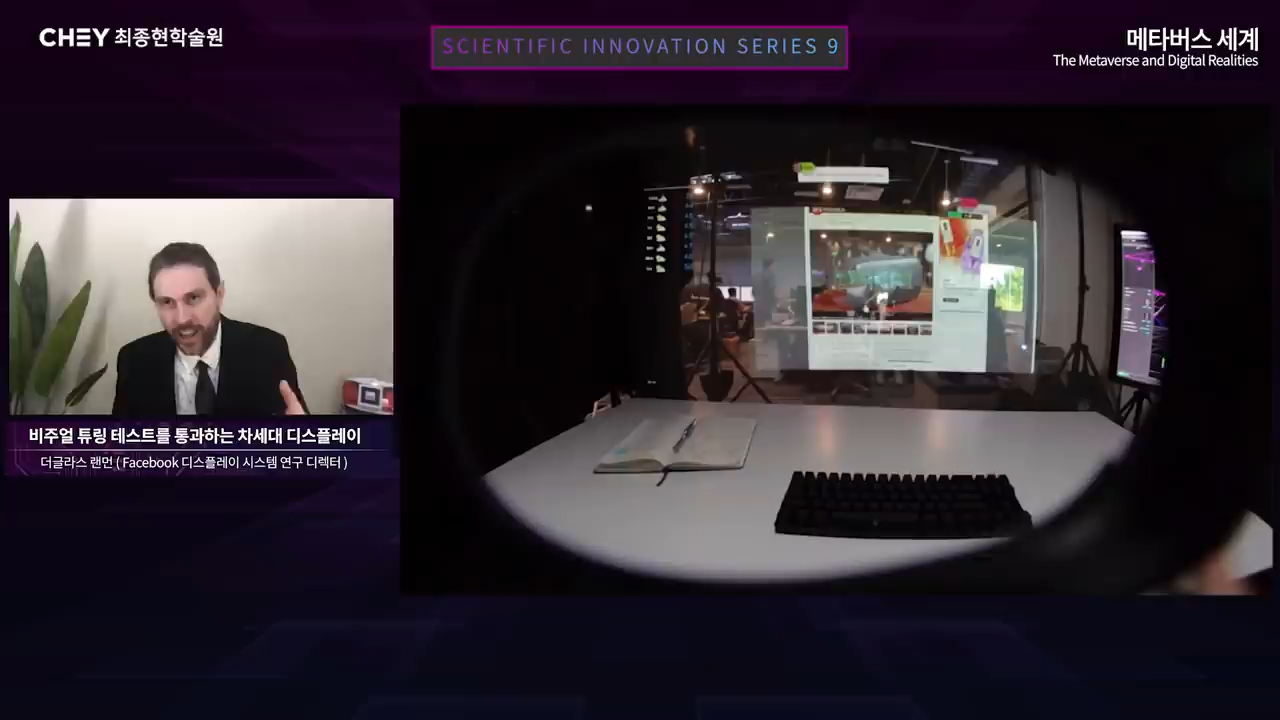 CHEY 최종현학술원
SCIENTIFIC INNOVATION SERIES 9
메타버스 세계
The Metaverse and Digital Realities
비주얼 튜링 테스트를 통과하는 차세대 디스플레이
더글라스 랜먼 ( Facebook 디스플레이 시스템 연구 디렉터 )